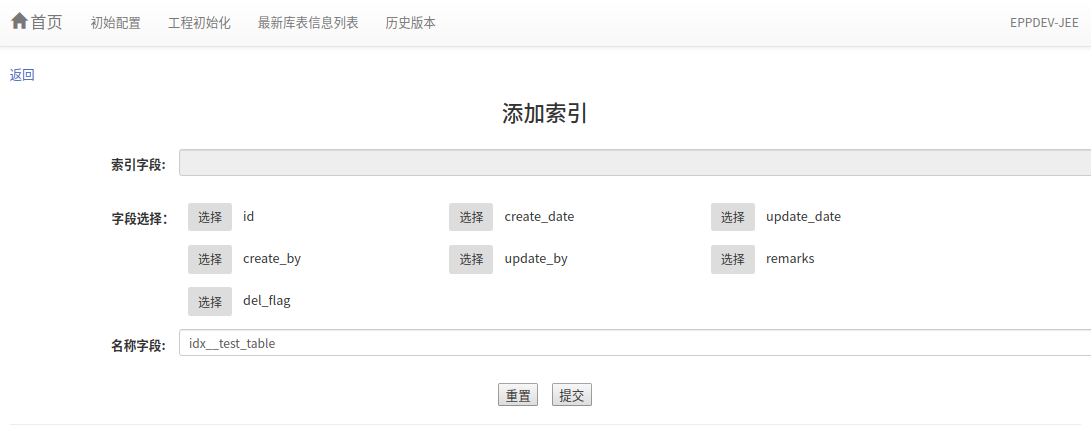 首页 初始配置 工程初始化 最新库表信息列表 历史版本 EPPDEV-JEE
返回
添加索引
索引字段:
字段选择: 选择 id 选择 create_date 选择 update_date
选择 create_by 选择 update_by 选择 remarks
选择 del_flag
名称字段: idx__test_table
重置 提交